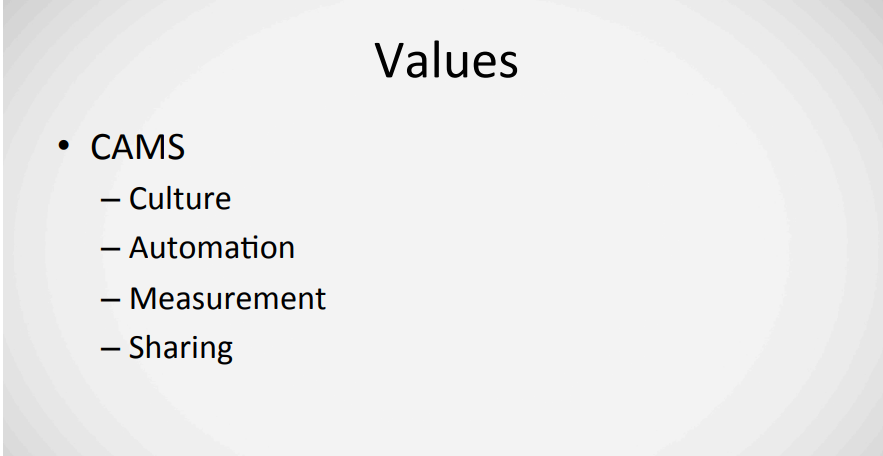 Values
• CAMS
– Culture
– Automation
– Measurement
– Sharing